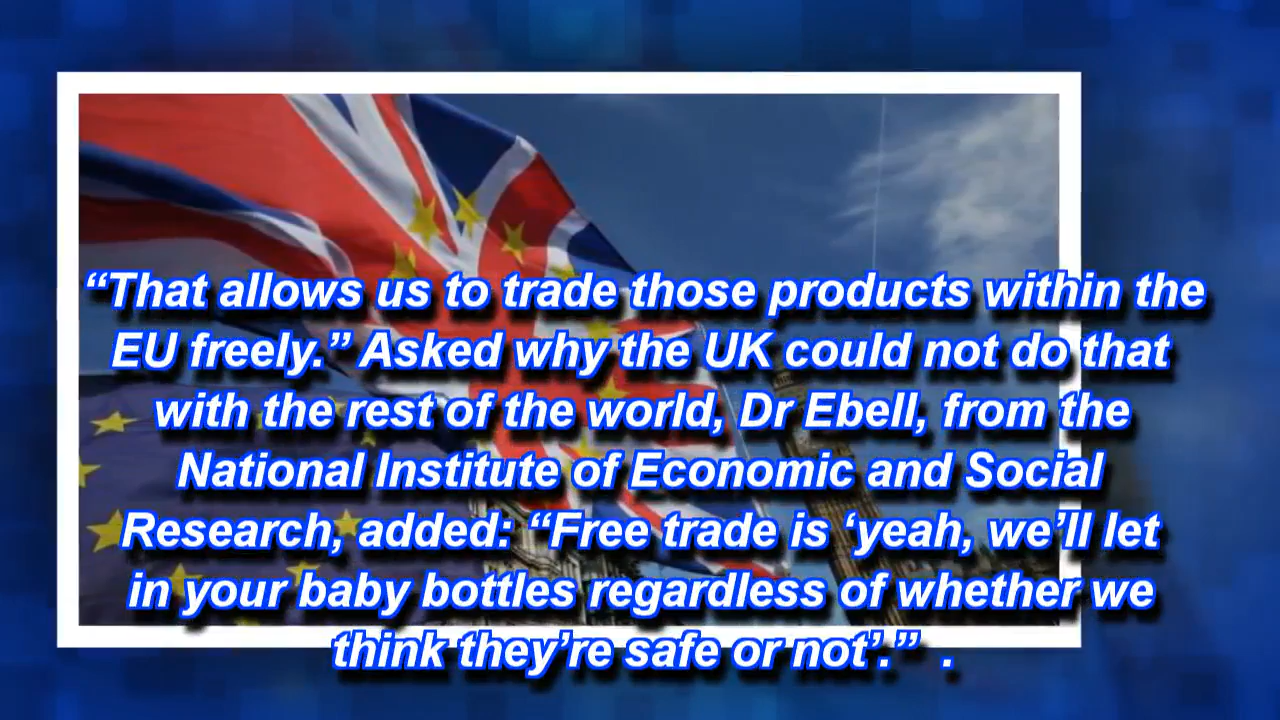 “That allows us to trade those products within the
EU freely.” Asked why the UK could not do that
with the rest of the world, Dr Ebell, from the
National Institute of Economic and Social
Research, added: “Free trade is ‘yeah, we’ll let
in your baby bottles regardless of whether we
think they’re safe or not’.” .